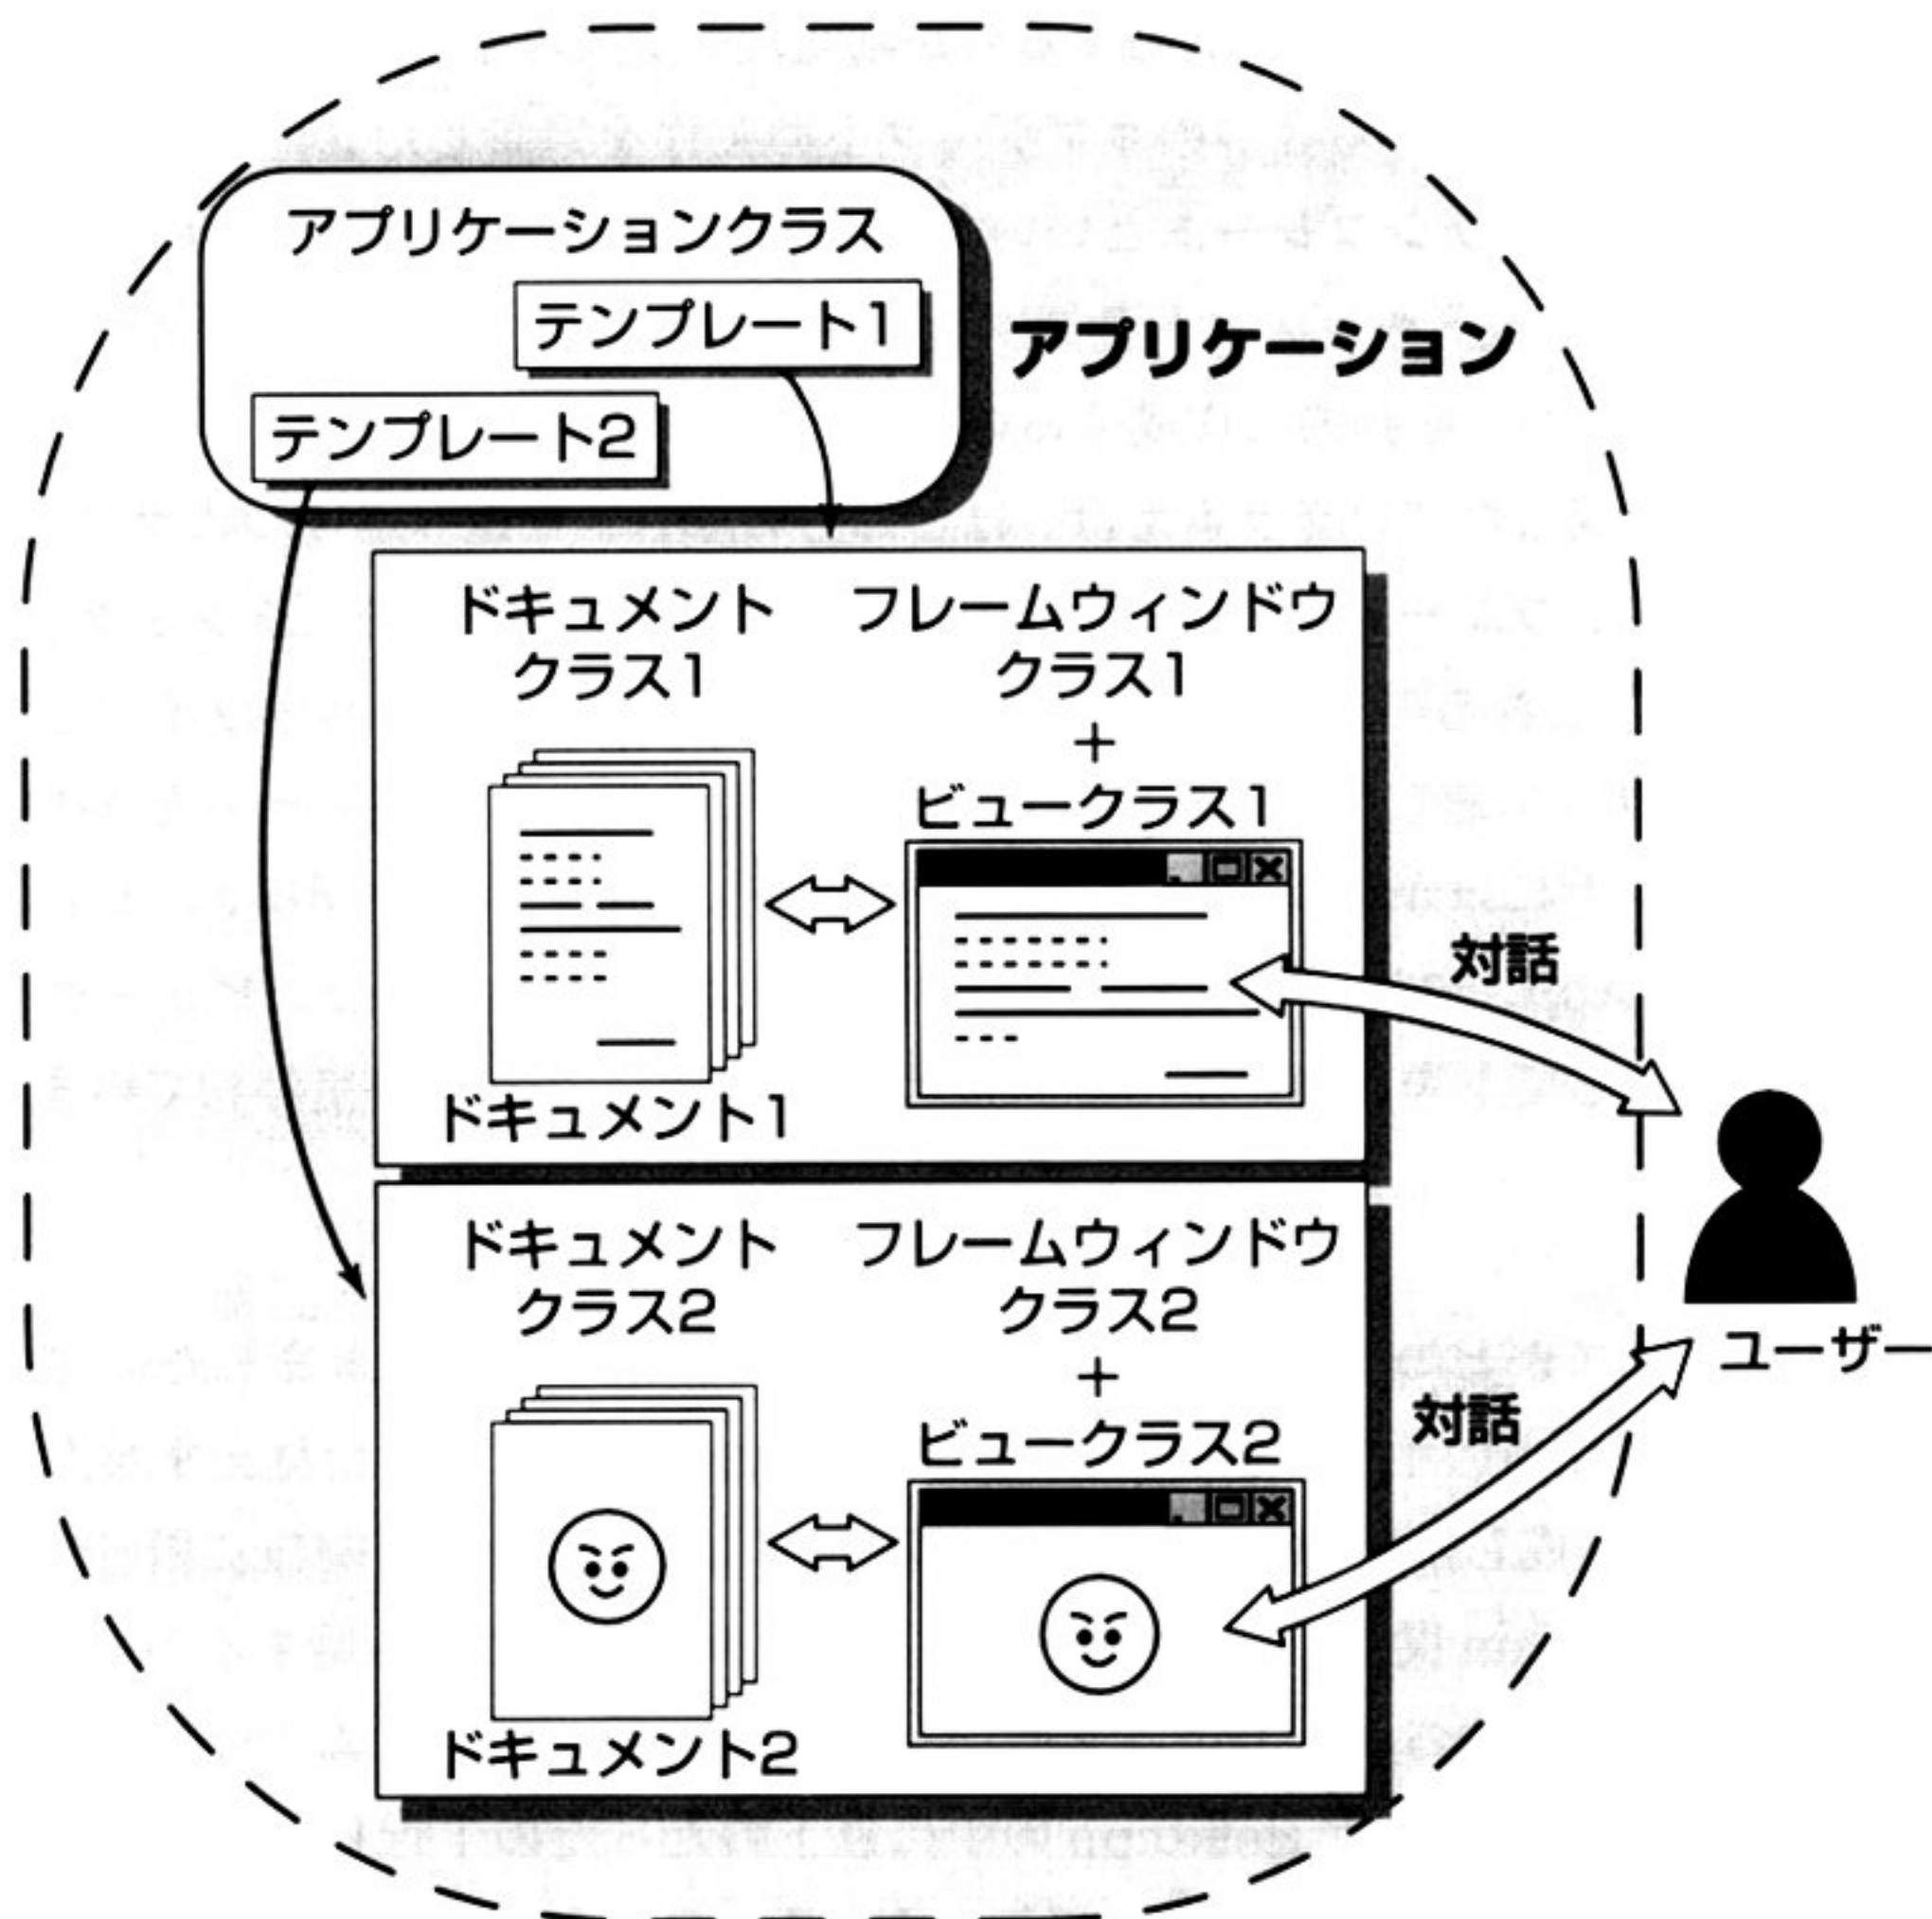 アプリケーションクラス
テンプレート1
アプリケーション
テンプレート2
ドキュメント
クラス1
フレームウィンドウ
クラス1
+
ビュークラス1
対話
ドキュメント1
ユーザー
ドキュメント
クラス2
フレームウィンドウ
クラス2
+
ビュークラス2
対話
ドキュメント2